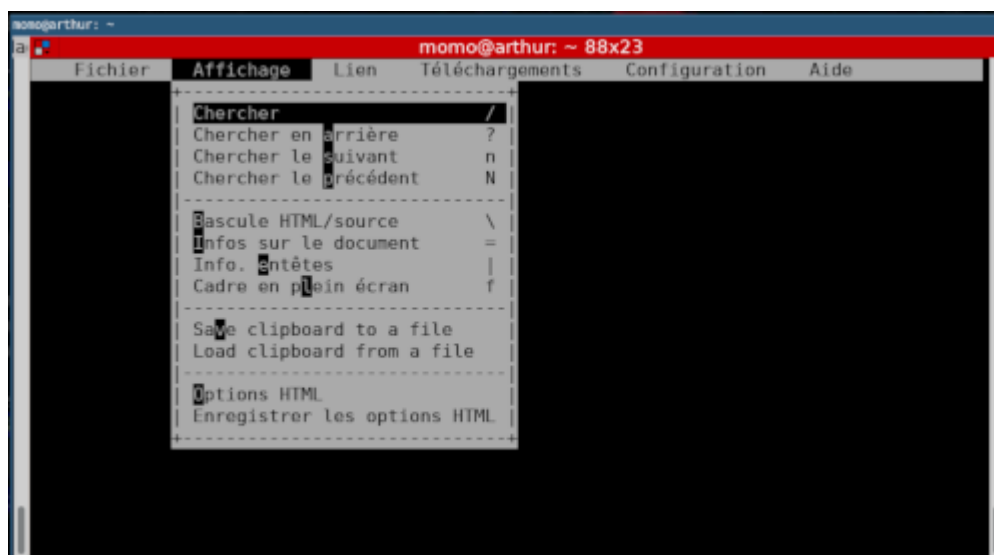 momo@arthur: ~
la
momo@arthur: ~ 88x23
Fichier Affichage Lien Téléchargements Configuration Aide
Chercher /
Chercher en arrière ?
Chercher le suivant n
Chercher le précédent N
Bascule HTML/source \
Infos sur le document =
Info. entêtes |
Cadre en plein écran f
Save clipboard to a file
Load clipboard from a file
Options HTML
Enregistrer les options HTML